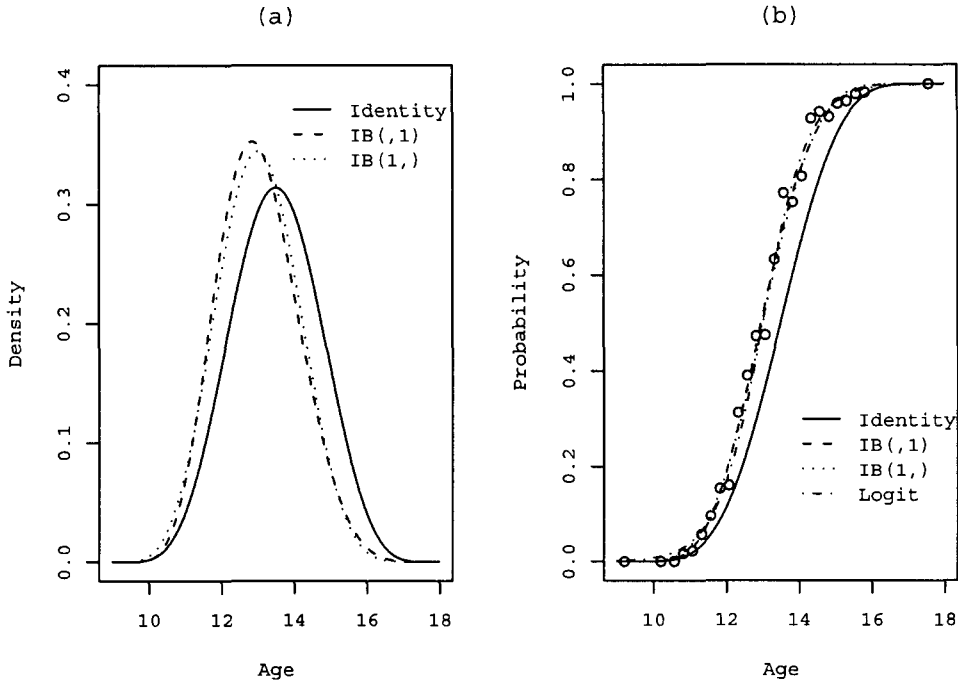 (a)
Density
0.4
0.3
0.2
0.1
0.0
Identity
IB(,1)
IB(1,)
10 12 14 16 18
Age
(b)
Probability
1.0
0.8
0.6
0.4
0.2
0.0
Identity
IB(,1)
IB(1,)
Logit
10 12 14 16 18
Age